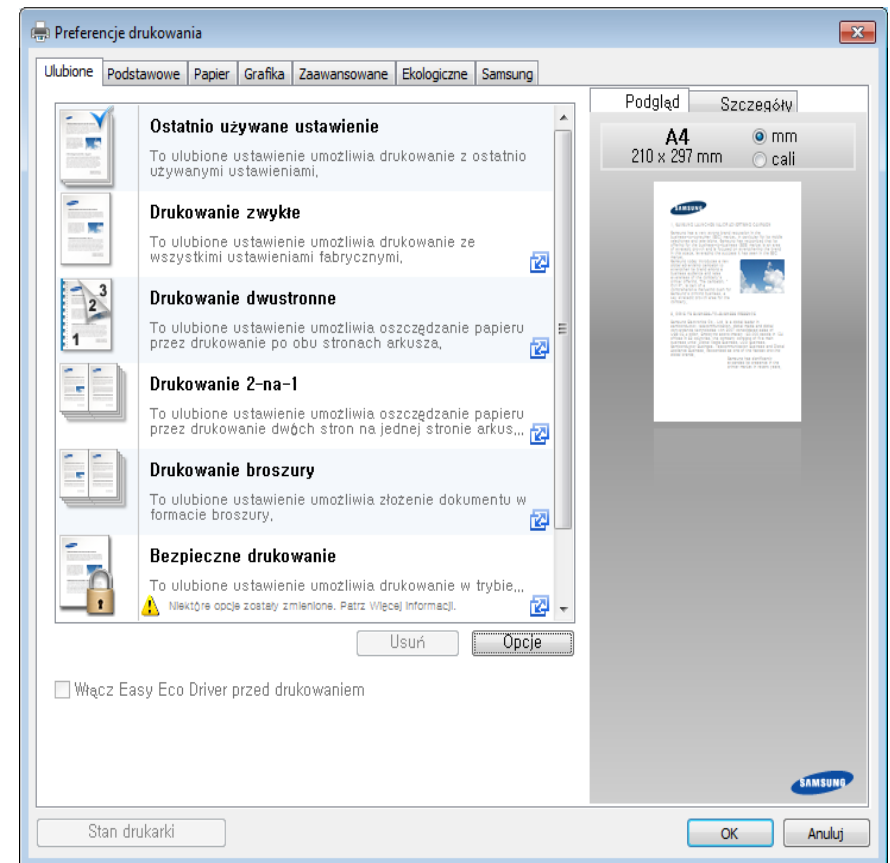 Preferencje drukowania
Ulubione Podstawowe Papier Grafika Zaawansowane Ekologiczne Samsung
Ostatnio używane ustawienie
To ulubione ustawienie umożliwia drukowanie z ostatnio
używanymi ustawieniami,
Drukowanie zwykłe
To ulubione ustawienie umożliwia drukowanie ze
wszystkimi ustawieniami fabrycznymi,
3
2
1
Drukowanie dwustronne
To ulubione ustawienie umożliwia oszczędzanie papieru
przez drukowanie po obu stronach arkusza,
Drukowanie 2-na-1
To ulubione ustawienie umożliwia oszczędzanie papieru
przez drukowanie dwóch stron na jednej stronie arkus,,,
Drukowanie broszury
To ulubione ustawienie umożliwia złożenie dokumentu w
formacie broszury,
Bezpieczne drukowanie
To ulubione ustawienie umożliwia drukowanie w trybie,,,
Niektóre opcje zostały zmienione. Patrz Więcej informacji.
Usuń Opcje
Włącz Easy Eco Driver przed drukowaniem
Podgląd Szczegóły
A4
210 x 297 mm
mm
cali
SAMSUNG
SAMSUNG
Stan drukarki
OK Anuluj